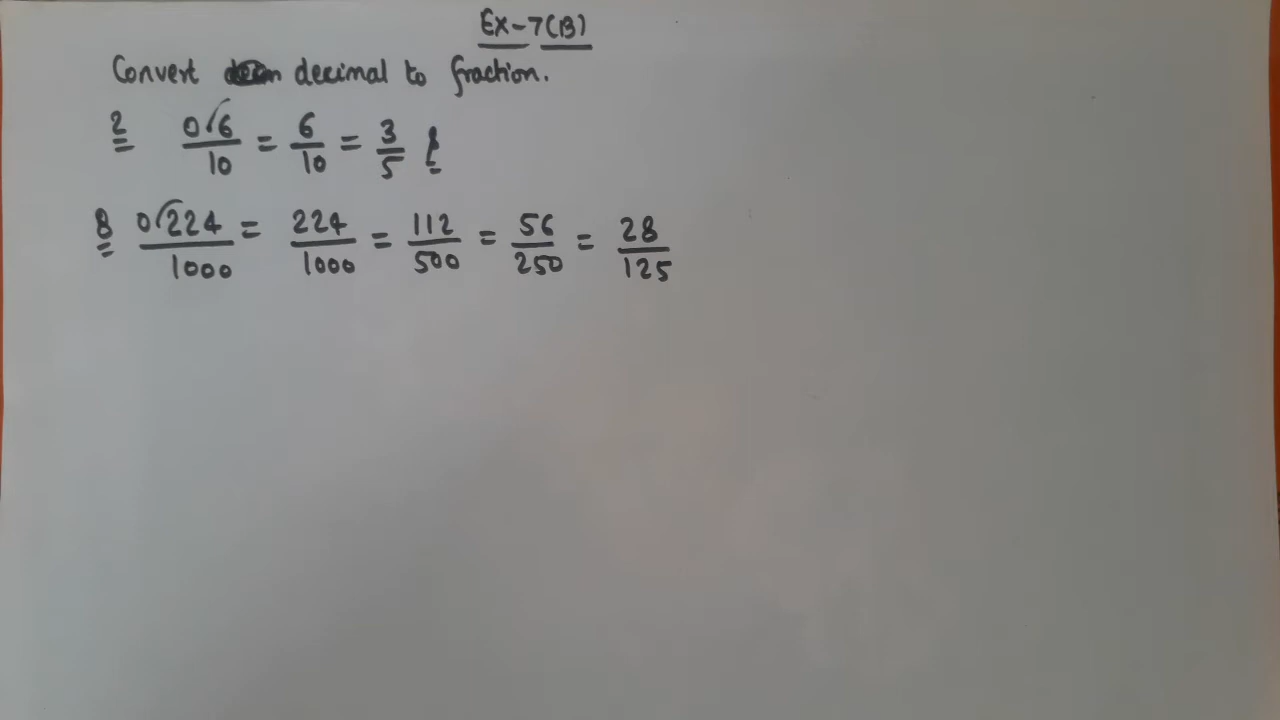 Ex-7(B)
Convert decimal to fraction.
2 0.6/10 = 6/10 = 3/5
8 0.224/1000 = 224/1000 = 112/500 = 56/250 = 28/125